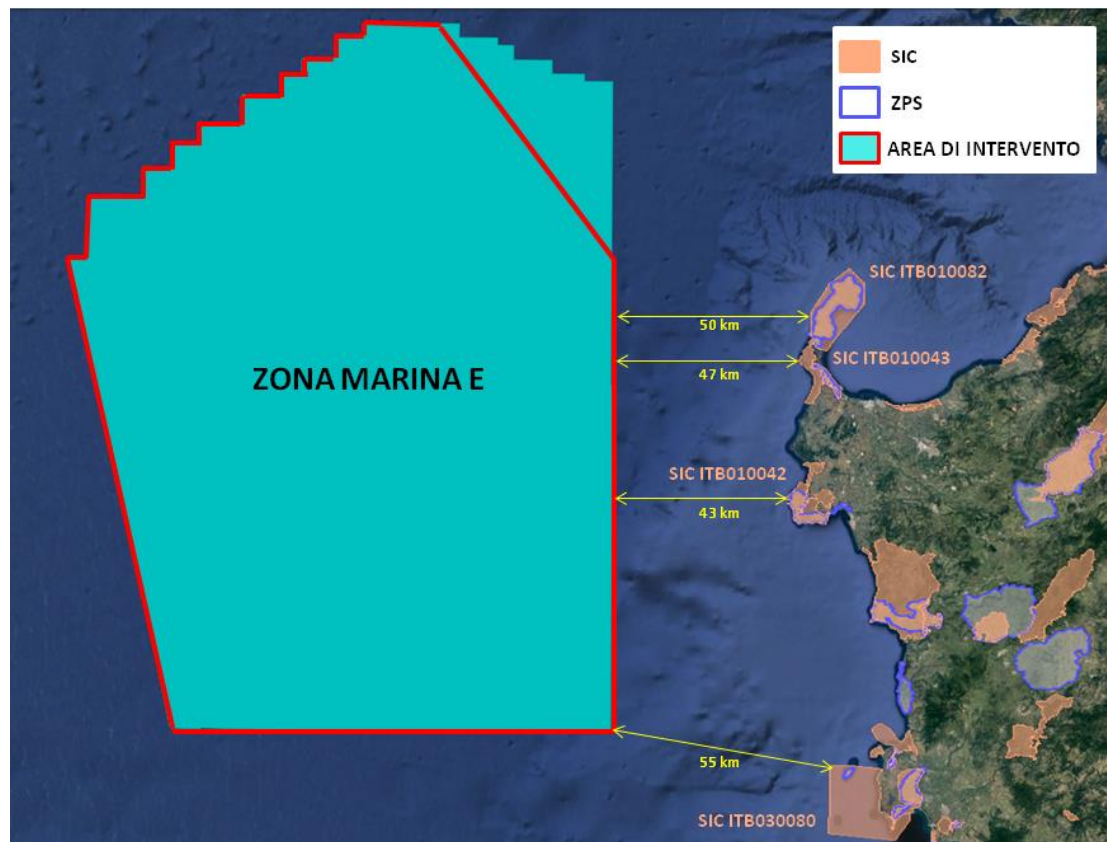 SIC
ZPS
AREA DI INTERVENTO
SIC ITB010082
50 km
SIC ITB010043
47 km
ZONA MARINA E
SIC ITB010042
43 km
55 km
SIC ITB030080